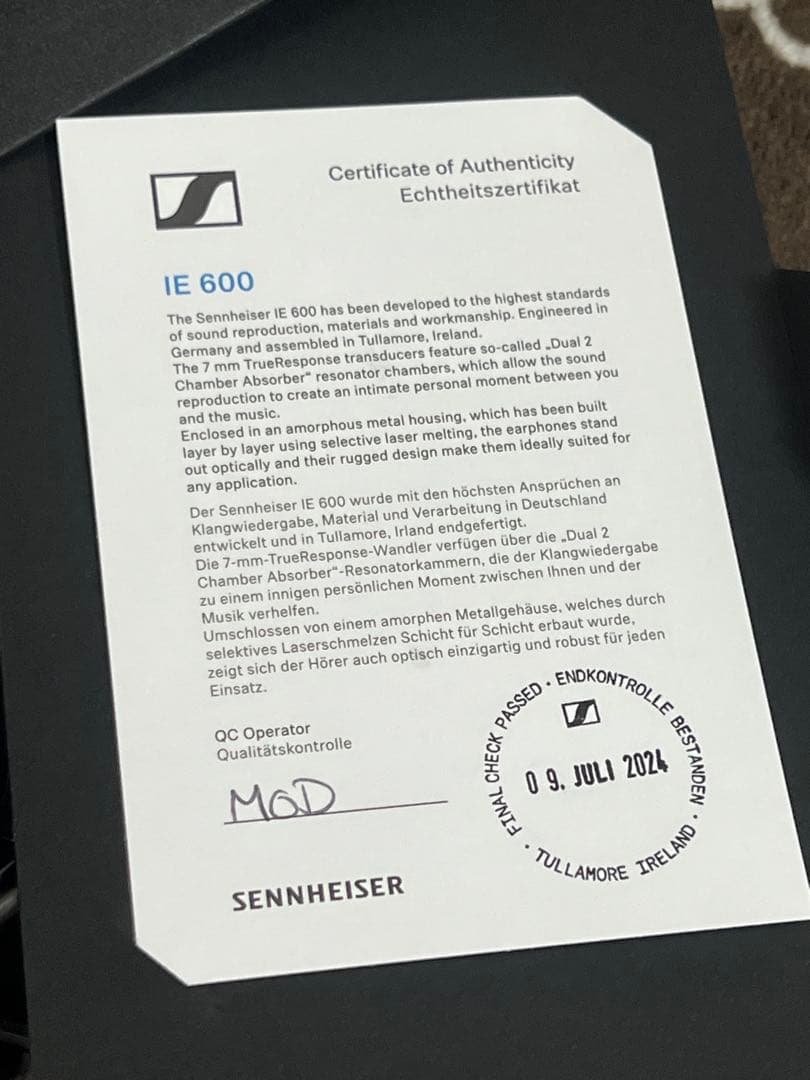 Certificate of Authenticity
Echtheitszertifikat
IE 600
The Sennheiser IE 600 has been developed to the highest standards
of sound reproduction, materials and workmanship. Engineered in
Germany and assembled in Tullamore, Ireland.
The 7 mm TrueResponse transducers feature so-called „Dual 2
Chamber Absorber“ resonator chambers, which allow the sound
reproduction to create an intimate personal moment between you
and the music.
Enclosed in an amorphous metal housing, which has been built
layer by layer using selective laser melting, the earphones stand
out optically and their rugged design make them ideally suited for
any application.
Der Sennheiser IE 600 wurde mit den höchsten Ansprüchen an
Klangwiedergabe, Material und Verarbeitung in Deutschland
entwickelt und in Tullamore, Irland endgefertigt.
Die 7-mm-TrueResponse-Wandler verfügen über die „Dual 2
Chamber Absorber“-Resonatorkammern, die der Klangwiedergabe
zu einem innigen persönlichen Moment zwischen Ihnen und der
Musik verhelfen.
Umschlossen von einem amorphen Metallgehäuse, welches durch
selektives Laserschmelzen Schicht für Schicht erbaut wurde,
zeigt sich der Hörer auch optisch einzigartig und robust für jeden
Einsatz.
QC Operator
Qualitätskontrolle
MOD
FINAL CHECK PASSED · ENDKONTROLLE BESTANDEN ·
0 9. JULI 2024
TULLAMORE IRELAND ·
SENNHEISER